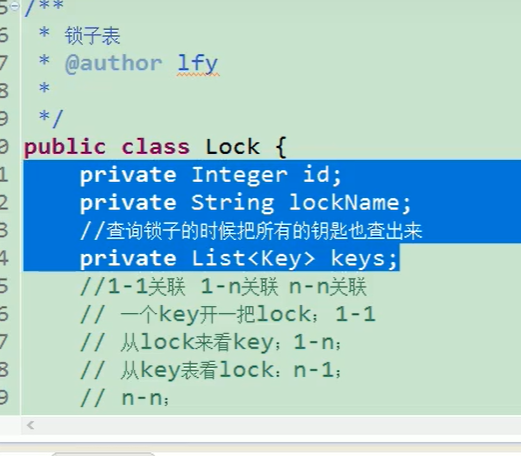 5 /**
6 * 锁子表
7 * @author lfy
8 *
9 */
0 public class Lock {
1 private Integer id;
2 private String lockName;
3 //查询锁子的时候把所有的钥匙也查出来
4 private List<Key> keys;
5 //1-1关联 1-n关联 n-n关联
6 // 一个key开一把lock; 1-1
7 // 从lock来看key; 1-n;
8 // 从key表看lock: n-1;
9 // n-n;